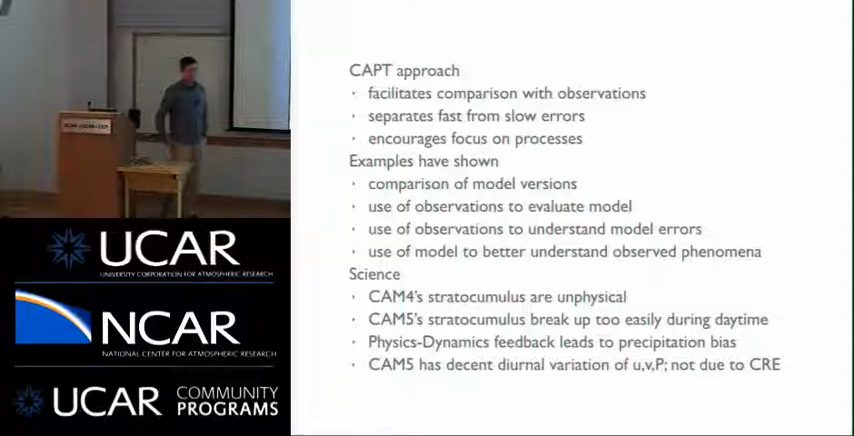 CAPT approach
· facilitates comparison with observations
· separates fast from slow errors
· encourages focus on processes
Examples have shown
· comparison of model versions
· use of observations to evaluate model
· use of observations to understand model errors
· use of model to better understand observed phenomena
Science
· CAM4's stratocumulus are unphysical
· CAM5's stratocumulus break up too easily during daytime
· Physics-Dynamics feedback leads to precipitation bias
· CAM5 has decent diurnal variation of u,v,P; not due to CRE
UCAR
UNIVERSITY CORPORATION FOR ATMOSPHERIC RESEARCH
NCAR
NATIONAL CENTER FOR ATMOSPHERIC RESEARCH
UCAR COMMUNITY
PROGRAMS